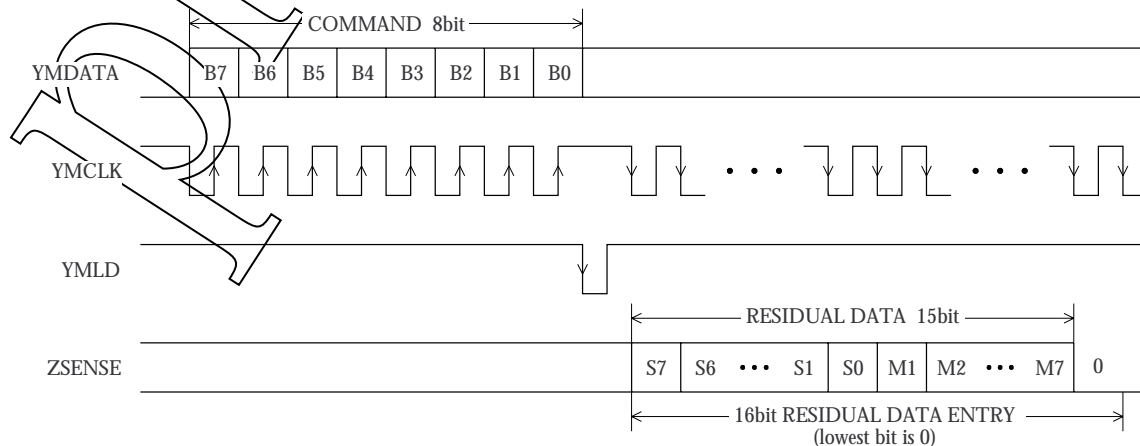 COMMAND 8bit
YMDATA B7 B6 B5 B4 B3 B2 B1 B0
YMCLK • • • • • •
YMLD
RESIDUAL DATA 15bit
ZSENSE S7 S6 ••• S1 S0 M1 M2 ••• M7 0
16bit RESIDUAL DATA ENTRY
(lowest bit is 0)